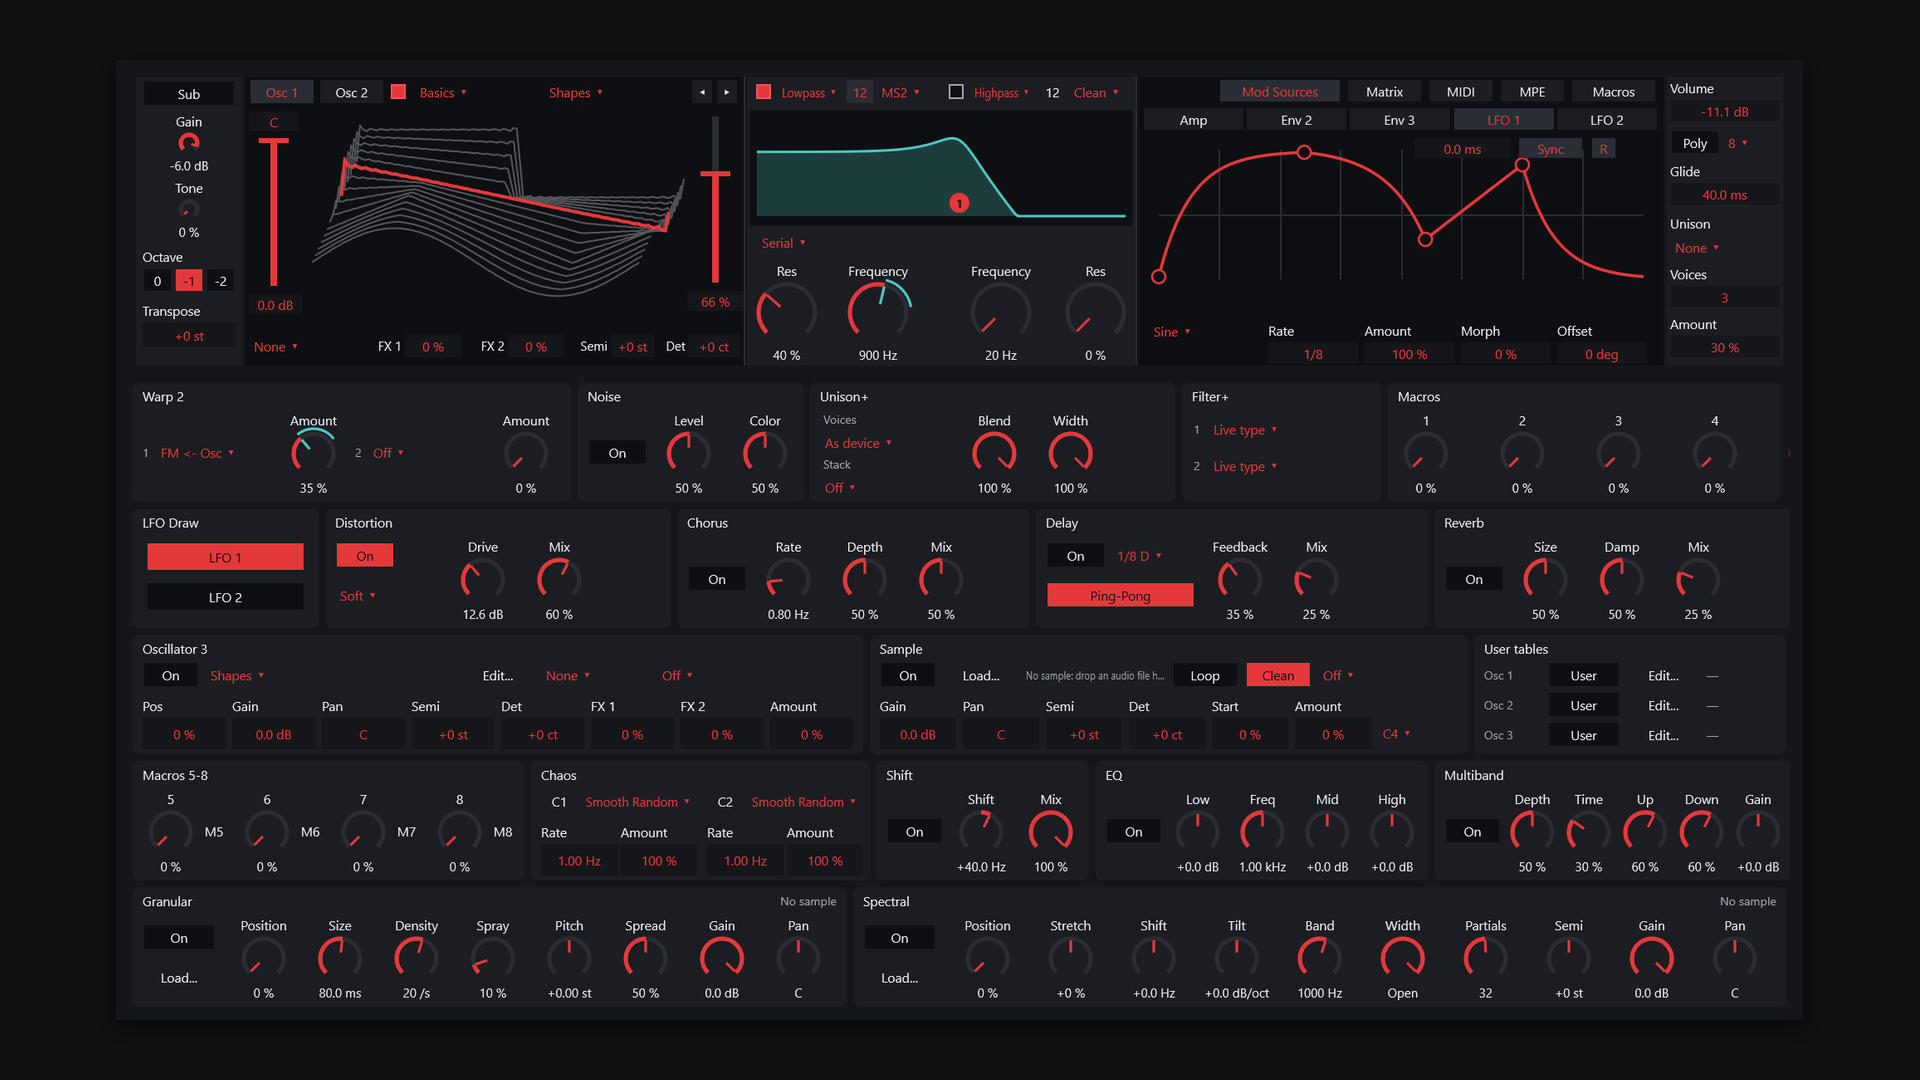 Sub
Gain
-6.0 dB
Tone
0 %
Octave
0 -1 -2
Transpose
+0 st
Osc 1 Osc 2 Basics Shapes
C
0.0 dB
66 %
None FX 1 0 % FX 2 0 % Semi +0 st Det +0 ct
Lowpass 12 MS2 Highpass 12 Clean
1
Serial
Res Frequency Frequency Res
40 % 900 Hz 20 Hz 0 %
Mod Sources Matrix MIDI MPE Macros
Amp Env 2 Env 3 LFO 1 LFO 2
0.0 ms Sync R
Sine Rate Amount Morph Offset
1/8 100 % 0 % 0 deg
Volume
-11.1 dB
Poly 8
Glide
40.0 ms
Unison
None
Voices
3
Amount
30 %
Warp 2
Amount Amount
1 FM <- Osc 2 Off
35 % 0 %
Noise
Level Color
On
50 % 50 %
Unison+
Voices Blend Width
As device
Stack
Off 100 % 100 %
Filter+
1 Live type
2 Live type
Macros
1 2 3 4
0 % 0 % 0 % 0 %
LFO Draw
LFO 1
LFO 2
Distortion
On Drive Mix
Soft
12.6 dB 60 %
Chorus
Rate Depth Mix
On
0.80 Hz 50 % 50 %
Delay
On 1/8 D Feedback Mix
Ping-Pong
35 % 25 %
Reverb
Size Damp Mix
On
50 % 50 % 25 %
Oscillator 3
On Shapes Edit... None Off
Pos Gain Pan Semi Det FX 1 FX 2 Amount
0 % 0.0 dB C +0 st +0 ct 0 % 0 % 0 %
Sample
On Load... No sample: drop an audio file h... Loop Clean Off
Gain Pan Semi Det Start Amount
0.0 dB C +0 st +0 ct 0 % 0 % C4
User tables
Osc 1 User Edit... —
Osc 2 User Edit... —
Osc 3 User Edit... —
Macros 5-8
5 6 7 8
M5 M6 M7 M8
0 % 0 % 0 % 0 %
Chaos
C1 Smooth Random C2 Smooth Random
Rate Amount Rate Amount
1.00 Hz 100 % 1.00 Hz 100 %
Shift
Shift Mix
On
+40.0 Hz 100 %
EQ
Low Freq Mid High
On
+0.0 dB 1.00 kHz +0.0 dB +0.0 dB
Multiband
Depth Time Up Down Gain
On
50 % 30 % 60 % 60 % +0.0 dB
Granular No sample
On Position Size Density Spray Pitch Spread Gain Pan
Load...
0 % 80.0 ms 20 /s 10 % +0.00 st 50 % 0.0 dB C
Spectral No sample
On Position Stretch Shift Tilt Band Width Partials Semi Gain Pan
Load...
0 % +0 % +0.0 Hz +0.0 dB/oct 1000 Hz Open 32 +0 st 0.0 dB C